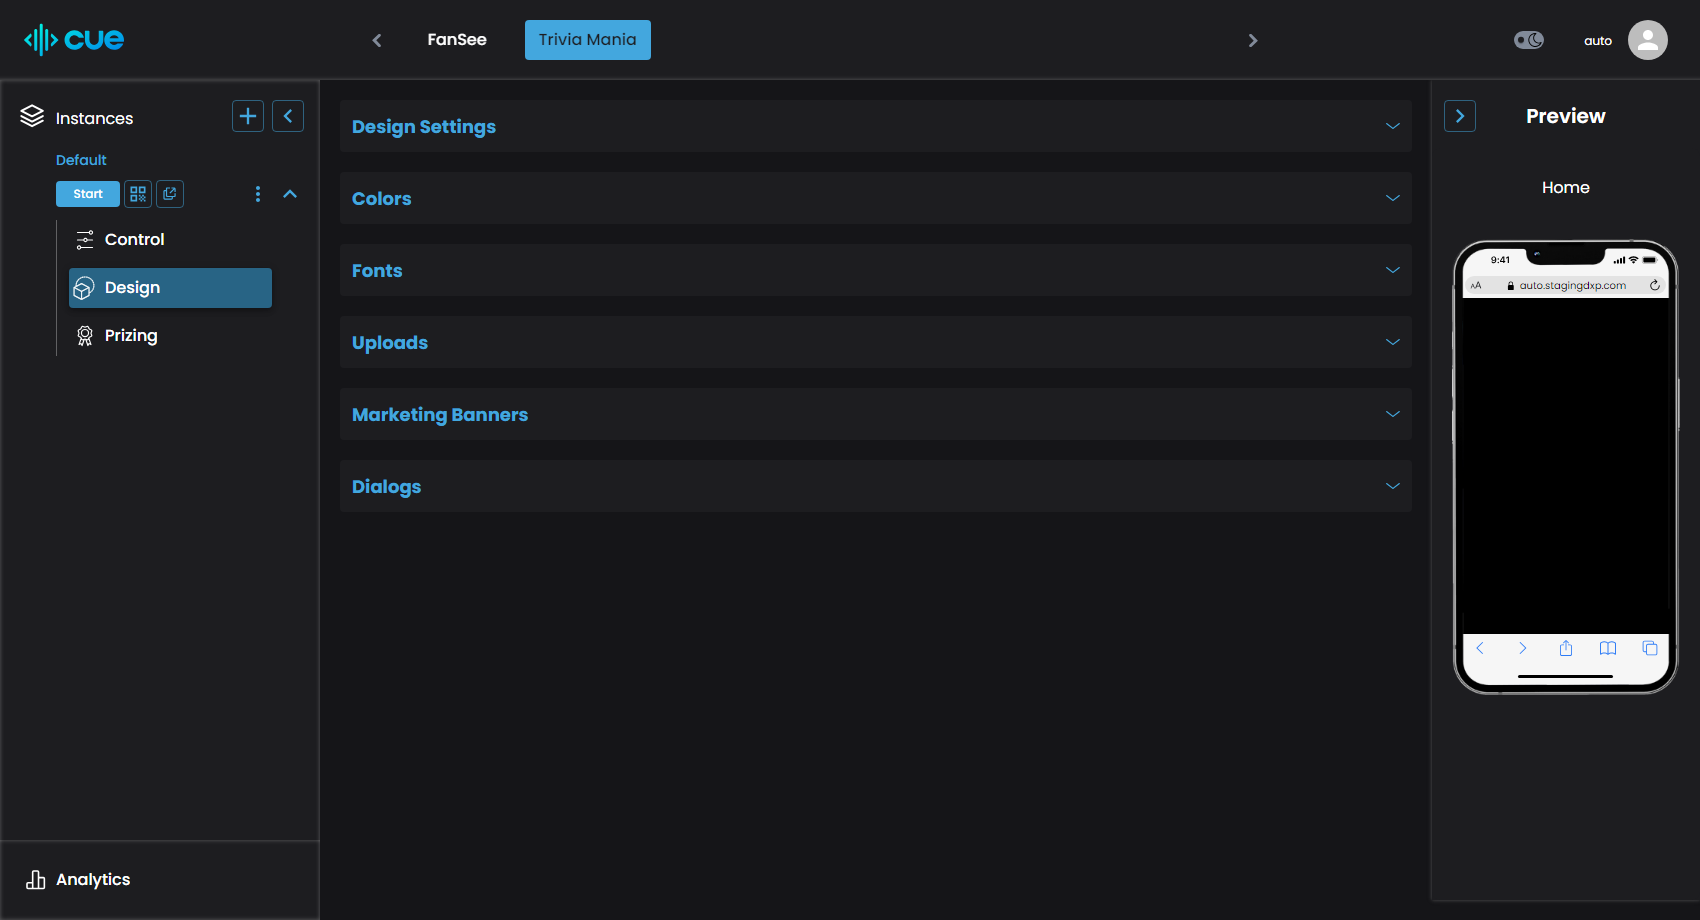 cue
FanSee
Trivia Mania
auto
Instances
Default
Start
Control
Design
Prizing
Analytics
Design Settings
Colors
Fonts
Uploads
Marketing Banners
Dialogs
Preview
Home
9:41
AA auto.stagingdxp.com